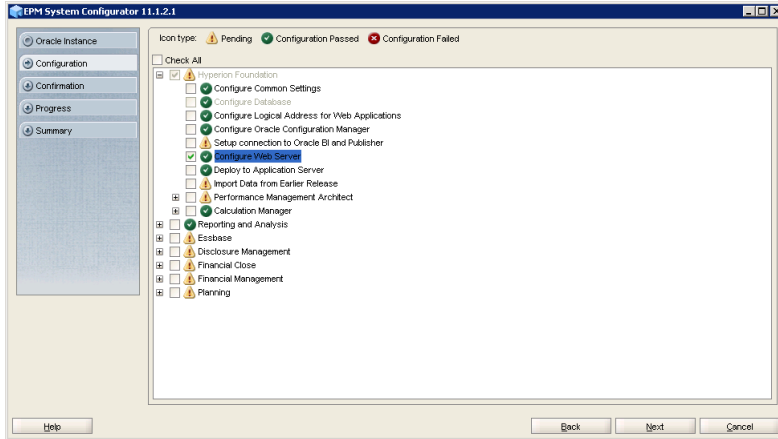 EPM System Configurator 11.1.2.1
Oracle Instance
Configuration
Confirmation
Progress
Summary
Icon type: Pending Configuration Passed Configuration Failed
Check All
Hyperion Foundation
Configure Common Settings
Configure Database
Configure Logical Address for Web Applications
Configure Oracle Configuration Manager
Setup connection to Oracle BI and Publisher
Configure Web Server
Deploy to Application Server
Import Data from Earlier Release
Performance Management Architect
Calculation Manager
Reporting and Analysis
Essbase
Disclosure Management
Financial Close
Financial Management
Planning
Help Back Next Cancel